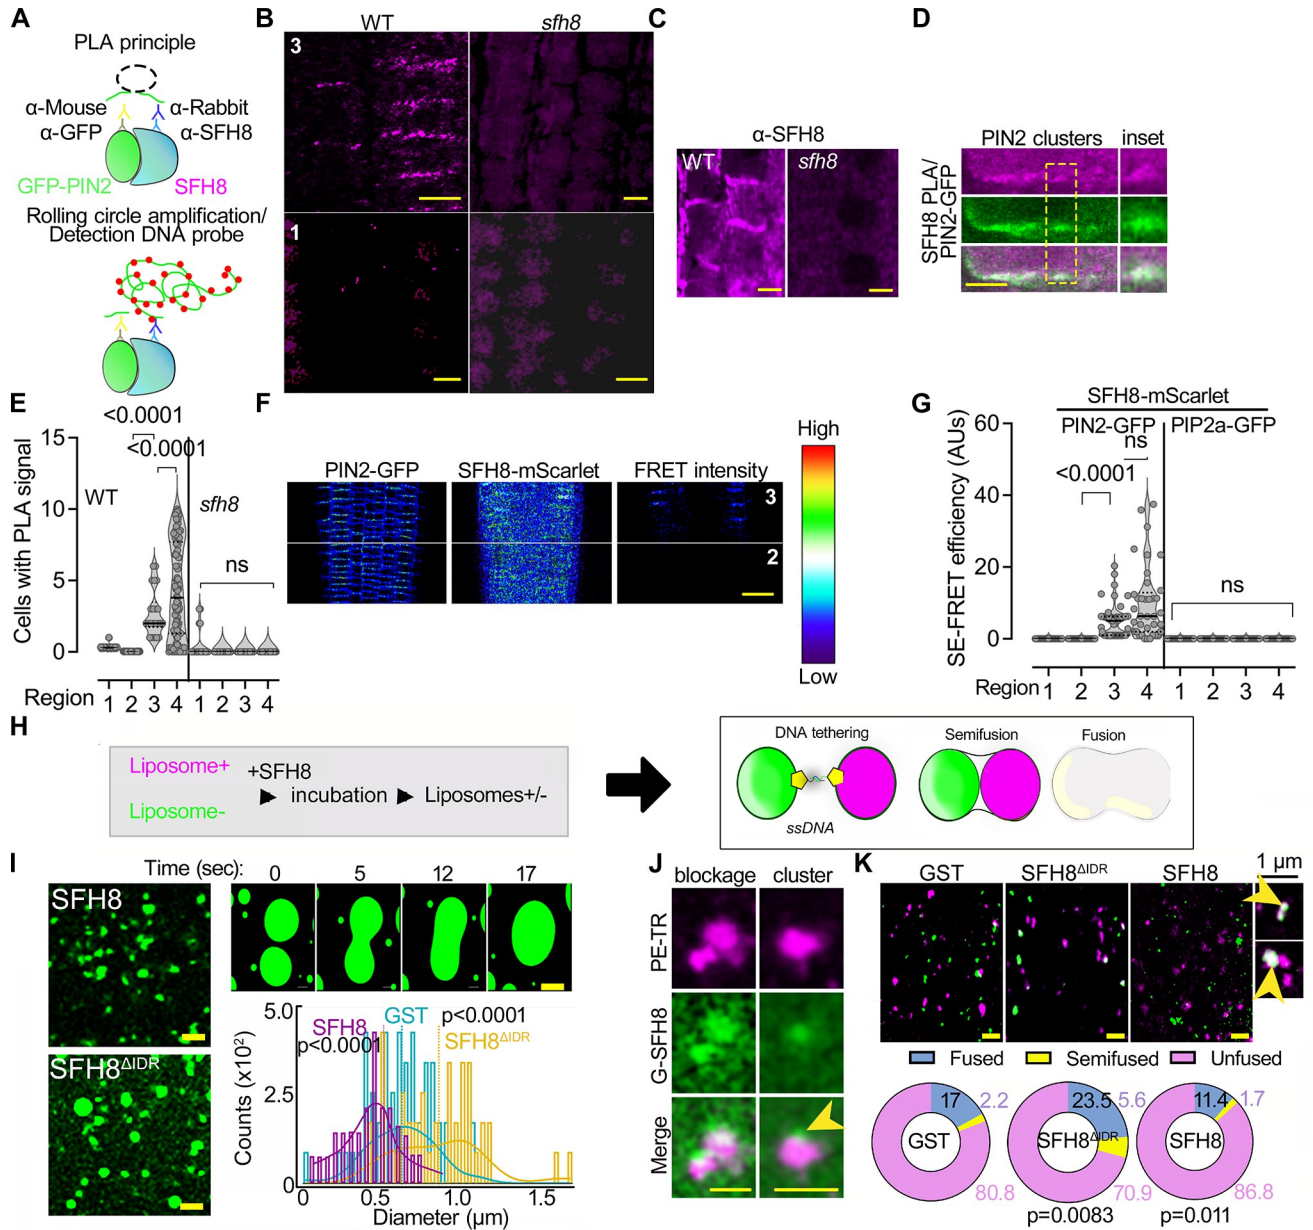 A
PLA principle
α-Mouse
α-Rabbit
α-GFP
α-SFH8
GFP-PIN2
SFH8
Rolling circle amplification/
Detection DNA probe
B
WT
sfh8
3
1
C
α-SFH8
WT
sfh8
D
PIN2 clusters
inset
SFH8 PLA/
PIN2-GFP
E
<0.0001
<0.0001
15
10
5
0
Cells with PLA signal
WT
sfh8
ns
Region
1 2 3 4 1 2 3 4
F
PIN2-GFP
SFH8-mScarlet
FRET intensity
3
2
High
Low
G
SFH8-mScarlet
PIN2-GFP
PIP2a-GFP
ns
<0.0001
ns
60
40
20
0
SE-FRET efficiency (AUs)
Region
1 2 3 4 1 2 3 4
H
Liposome+
Liposome-
+SFH8
incubation
Liposomes+/-
DNA tethering
Semifusion
Fusion
ssDNA
I
SFH8
SFH8ΔIDR
Time (sec):
0
5
12
17
5.0
2.5
0
Counts (x10²)
SFH8
p<0.0001
GST
p<0.0001
SFH8ΔIDR
0 0.5 1.0 1.5
Diameter (µm)
J
blockage
cluster
PE-TR
G-SFH8
Merge
K
GST
SFH8ΔIDR
SFH8
1 µm
Fused
Semifused
Unfused
17
2.2
GST
80.8
23.5
5.6
SFH8ΔIDR
70.9
p=0.0083
11.4
1.7
SFH8
86.8
p=0.011